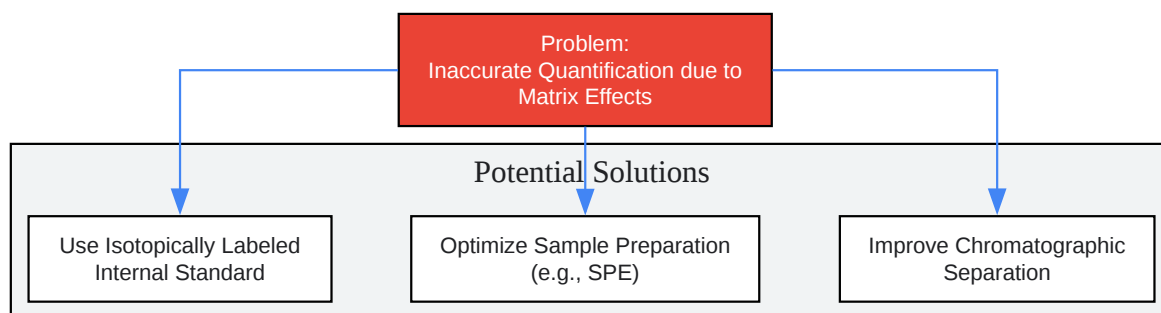 Problem:
Inaccurate Quantification due to
Matrix Effects
Potential Solutions
Use Isotopically Labeled
Internal Standard
Optimize Sample Preparation
(e.g., SPE)
Improve Chromatographic
Separation